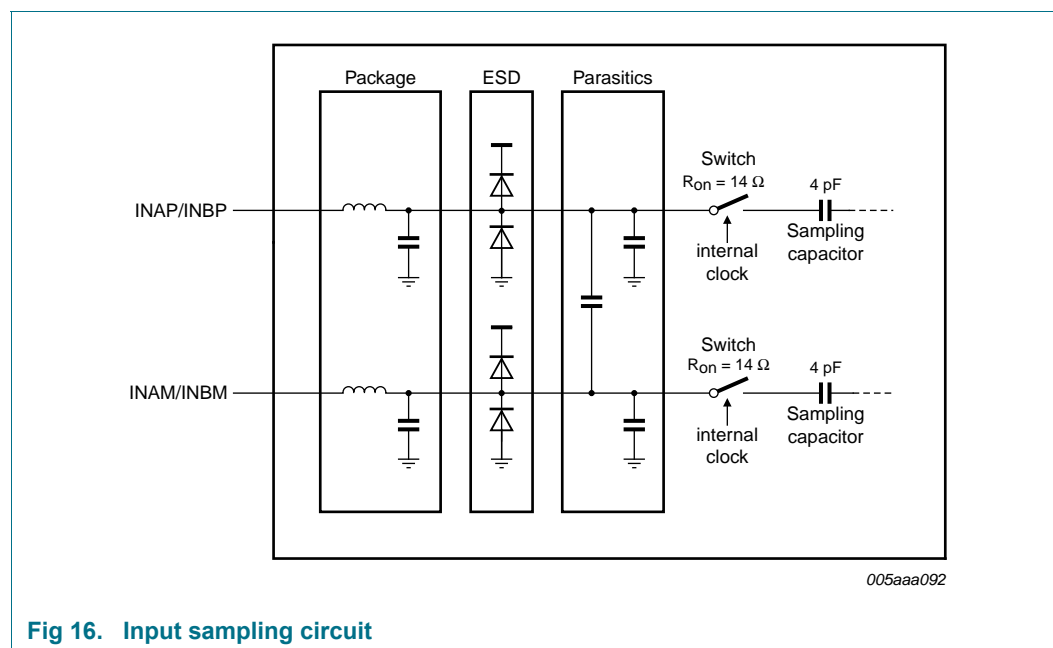 Package
ESD
Parasitics
Switch
Ron = 14 Ω
4 pF
INAP/INBP
internal
clock
Sampling
capacitor
Switch
Ron = 14 Ω
4 pF
INAM/INBM
internal
clock
Sampling
capacitor
005aaa092
Fig 16. Input sampling circuit